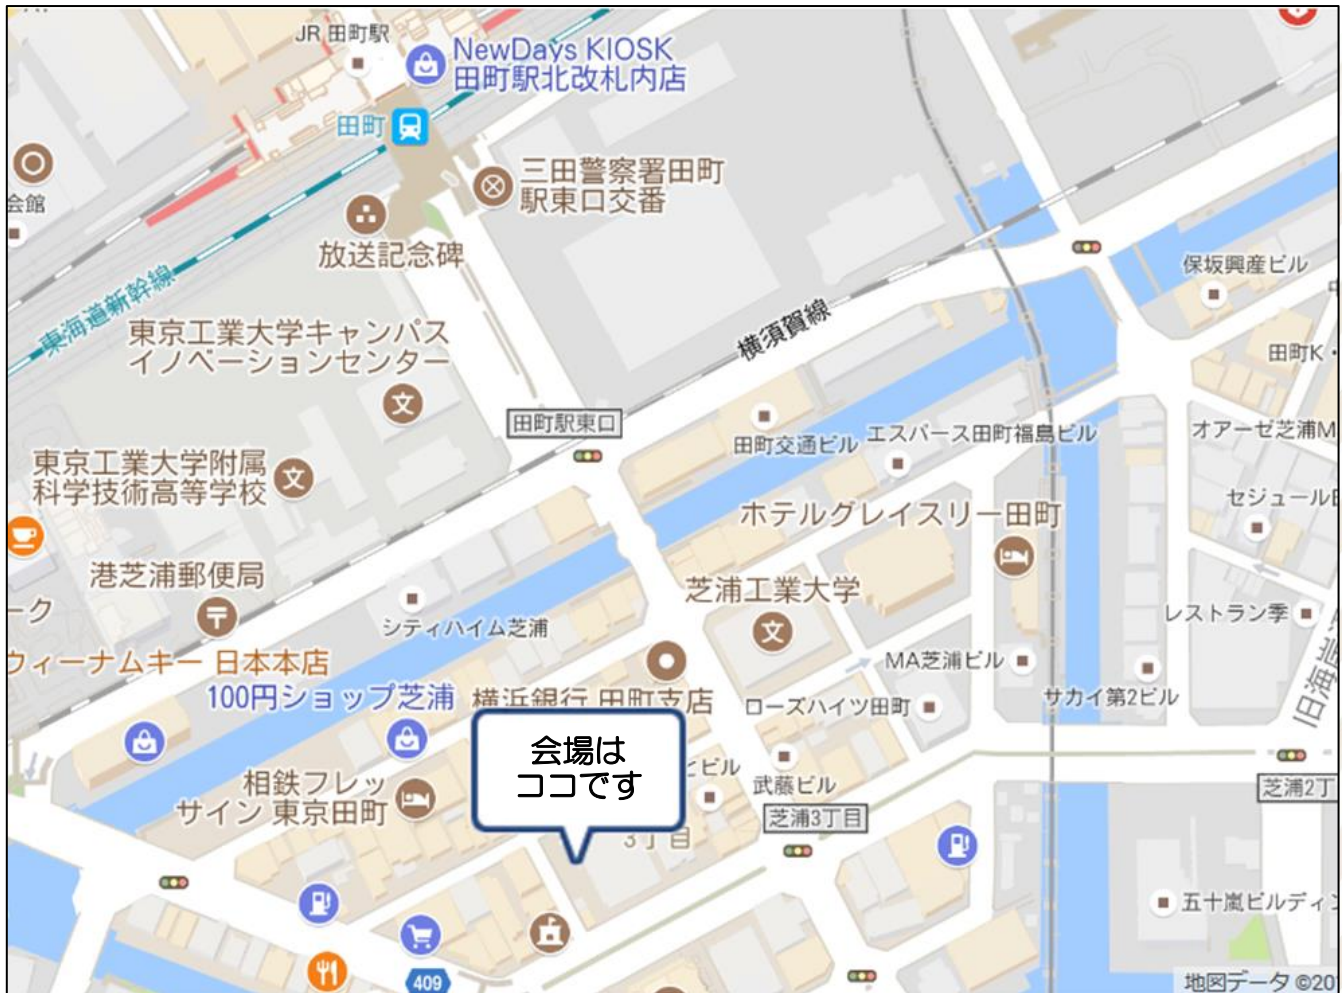 JR 田町駅
NewDays KIOSK
田町駅北改札内店
田町
三田警察署田町
駅東口交番
会館
放送記念碑
東海道新幹線
保坂興産ビル
東京工業大学キャンパス
イノベーションセンター
横須賀線
田町K・
田町駅東口
田町交通ビル
エスパース田町福島ビル
オアーゼ芝浦M
東京工業大学附属
科学技術高等学校
セジュール
ホテルグレイスリー田町
港芝浦郵便局
芝浦工業大学
ーク
シティハイム芝浦
レストラン季
ウィーナムキー 日本本店
MA芝浦ビル
100円ショップ芝浦
横浜銀行 田町支店
ローズハイツ田町
サカイ第2ビル
旧海岸
会場は
ココです
ビル
相鉄フレッ
サイン 東京田町
武藤ビル
芝浦3丁目
芝浦2丁
3丁目
五十嵐ビルディ
409
地図データ ©20